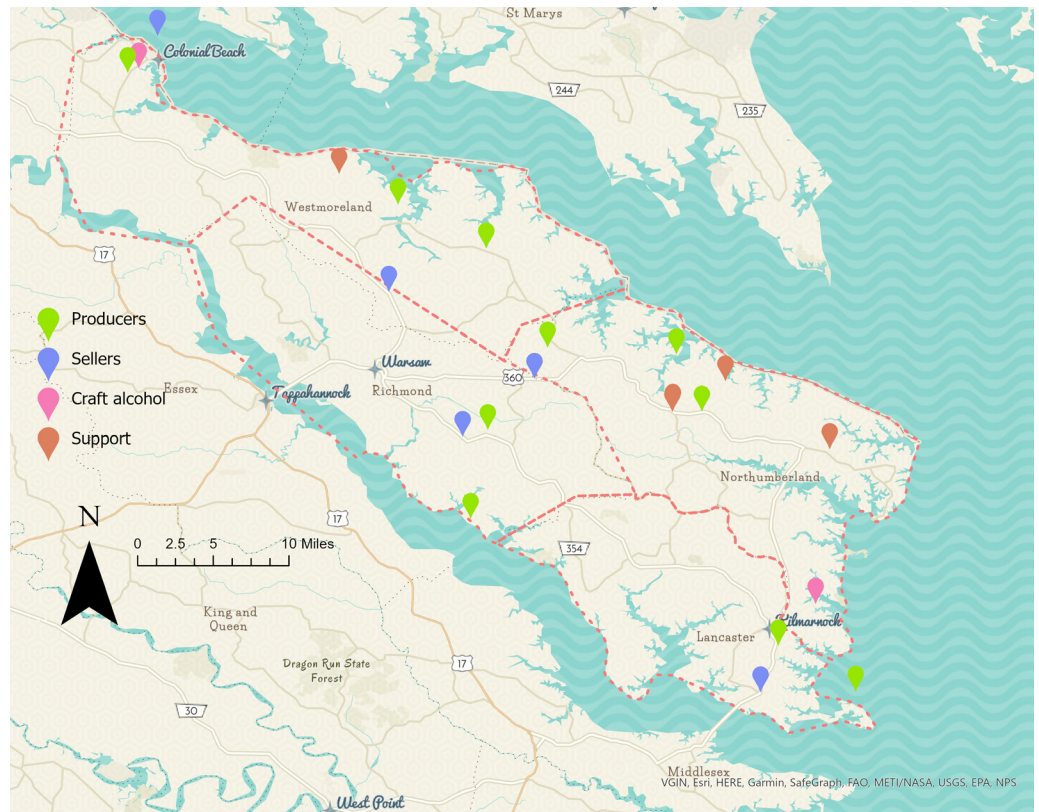 St Marys
Colonial Beach
244
235
Westmoreland
17
Producers
Sellers
Craft alcohol
Support
Warsaw
360
Richmond
Essex
Tappahannock
Northumberland
N
17
0 2.5 5 10 Miles
354
King and
Queen
Kilmarnock
Lancaster
Dragon Run State
Forest
17
30
Middlesex
VGIN, Esri, HERE, Garmin, SafeGraph, FAO, METI/NASA, USGS, EPA, NPS
West Point